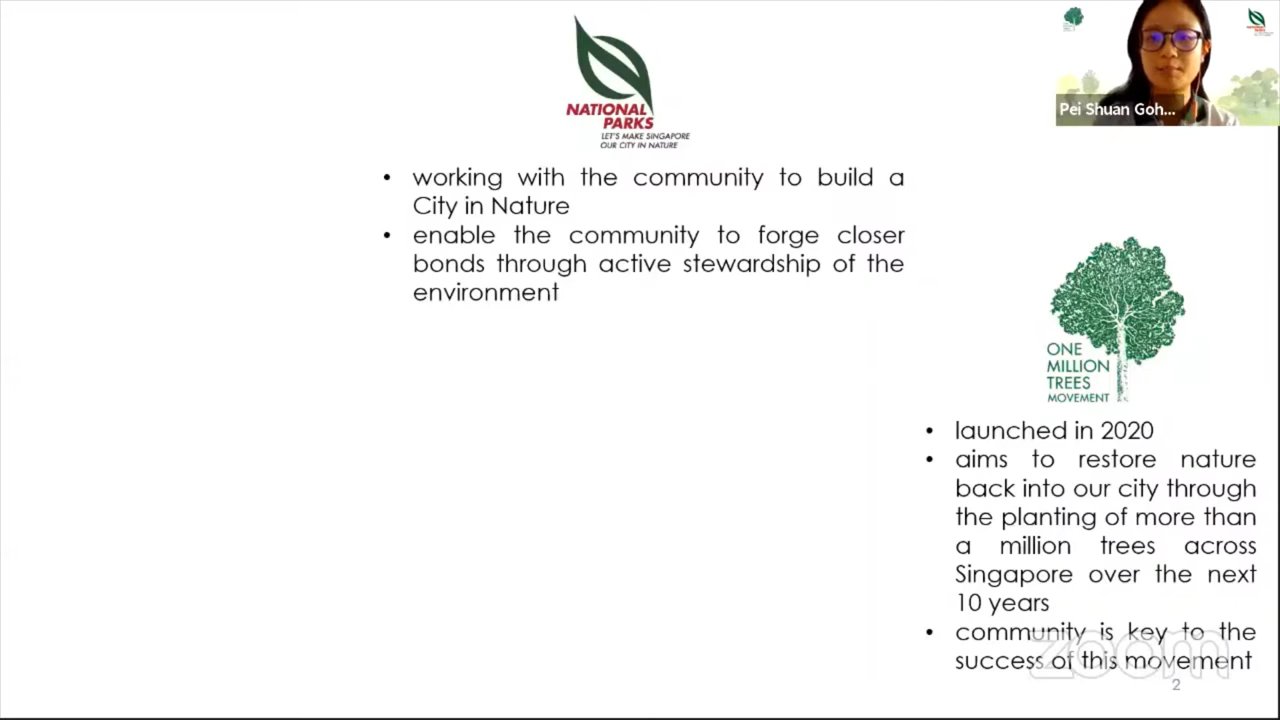 NATIONAL
PARKS
LET'S MAKE SINGAPORE
OUR CITY IN NATURE
• working with the community to build a
City in Nature
• enable the community to forge closer
bonds through active stewardship of the
environment
Pei Shuan Goh...
ONE
MILLION
TREES
MOVEMENT
• launched in 2020
• aims to restore nature
back into our city through
the planting of more than
a million trees across
Singapore over the next
10 years
• community is key to the
success of this movement
zoom
2